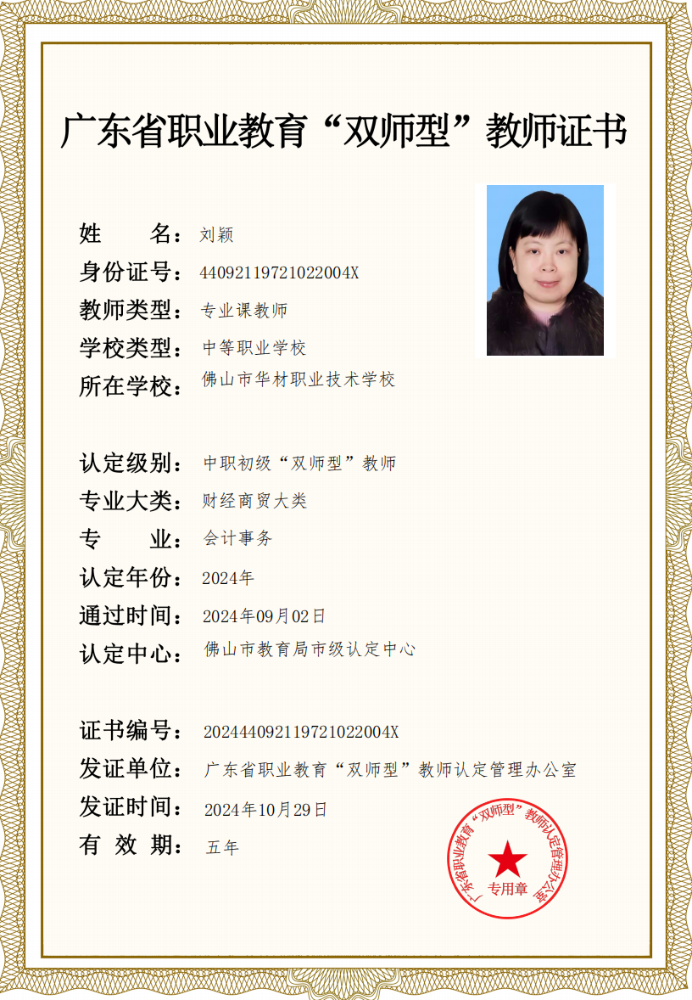 广东省职业教育“双师型”教师证书
姓 名：刘颖
身份证号：44092119721022004X
教师类型：专业课教师
学校类型：中等职业学校
所在学校：佛山市华材职业技术学校
认定级别：中职初级“双师型”教师
专业大类：财经商贸大类
专 业：会计事务
认定年份：2024年
通过时间：2024年09月02日
认定中心：佛山市教育局市级认定中心
证书编号：202444092119721022004X
发证单位：广东省职业教育“双师型”教师认定管理办公室
发证时间：2024年10月29日
有 效 期：五年
广东省职业教育“双师型”教师认定管理办公室
专用章